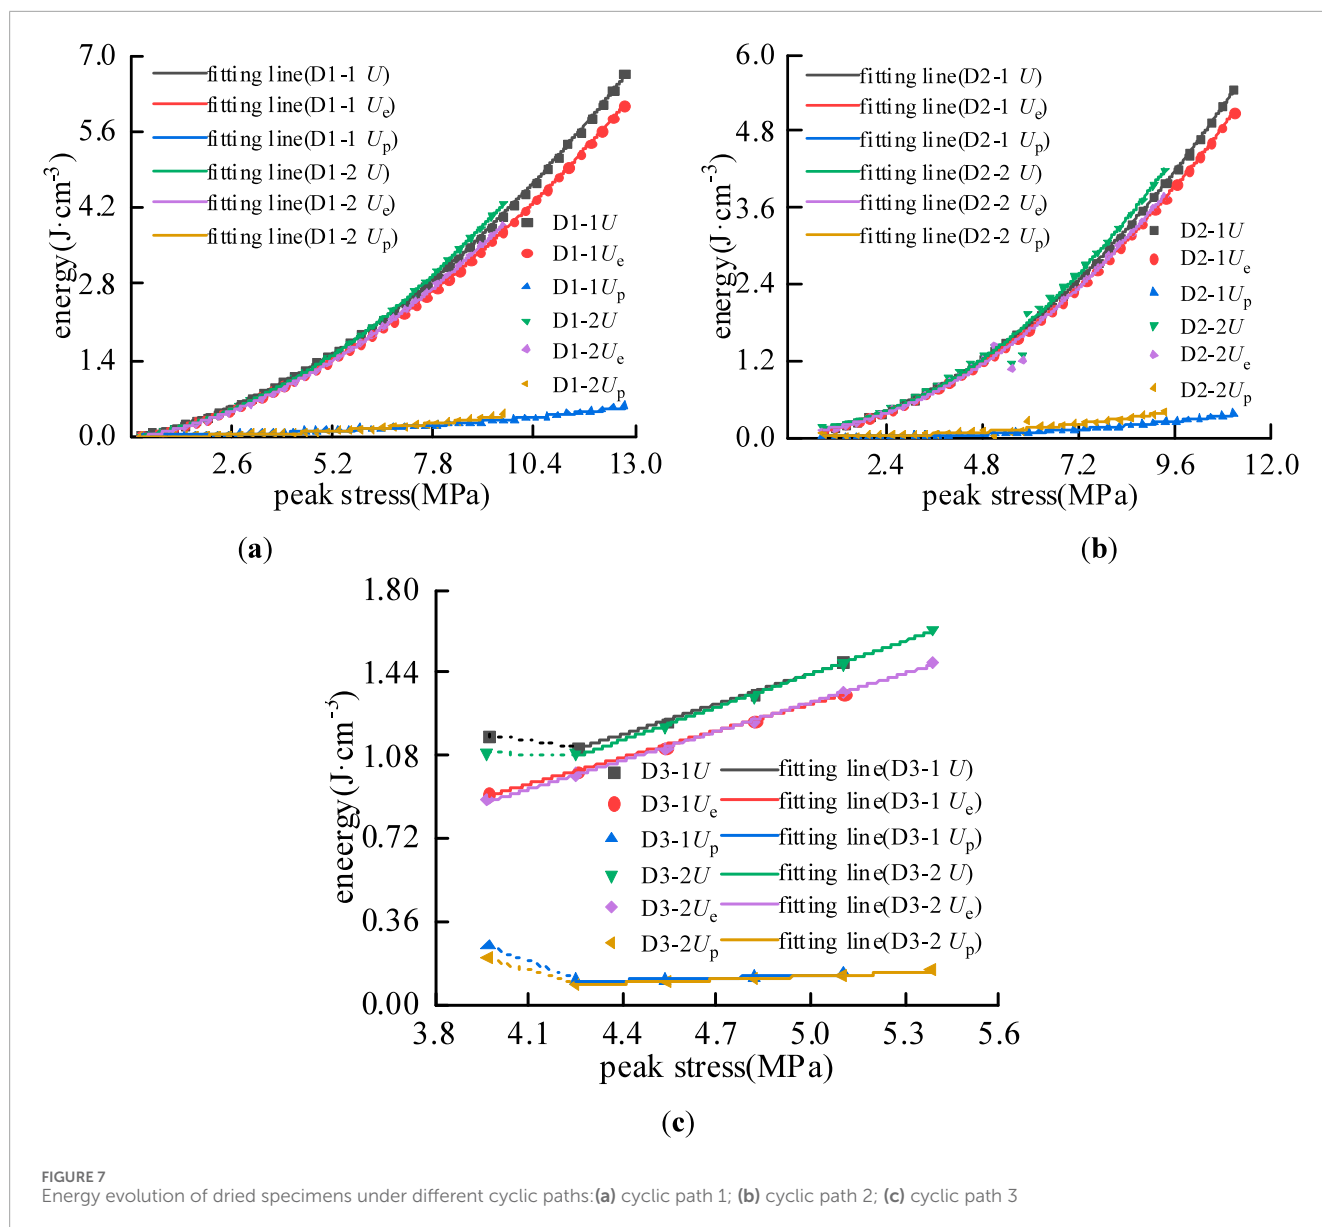 7.0
5.6
4.2
2.8
1.4
0.0
energy(J·cm⁻³)
fitting line(D1-1 U)
fitting line(D1-1 Uₑ)
fitting line(D1-1 Uₚ)
fitting line(D1-2 U)
fitting line(D1-2 Uₑ)
fitting line(D1-2 Uₚ)
D1-1U
D1-1Uₑ
D1-1Uₚ
D1-2U
D1-2Uₑ
D1-2Uₚ
2.6 5.2 7.8 10.4 13.0
peak stress(MPa)
(a)
6.0
4.8
3.6
2.4
1.2
0.0
energy(J·cm⁻³)
fitting line(D2-1 U)
fitting line(D2-1 Uₑ)
fitting line(D2-1 Uₚ)
fitting line(D2-2 U)
fitting line(D2-2 Uₑ)
fitting line(D2-2 Uₚ)
D2-1U
D2-1Uₑ
D2-1Uₚ
D2-2U
D2-2Uₑ
D2-2Uₚ
2.4 4.8 7.2 9.6 12.0
peak stress(MPa)
(b)
1.80
1.44
1.08
0.72
0.36
0.00
eneergy(J·cm⁻³)
D3-1U fitting line(D3-1 U)
D3-1Uₑ fitting line(D3-1 Uₑ)
D3-1Uₚ fitting line(D3-1 Uₚ)
D3-2U fitting line(D3-2 U)
D3-2Uₑ fitting line(D3-2 Uₑ)
D3-2Uₚ fitting line(D3-2 Uₚ)
3.8 4.1 4.4 4.7 5.0 5.3 5.6
peak stress(MPa)
(c)
FIGURE 7
Energy evolution of dried specimens under different cyclic paths:(a) cyclic path 1; (b) cyclic path 2; (c) cyclic path 3